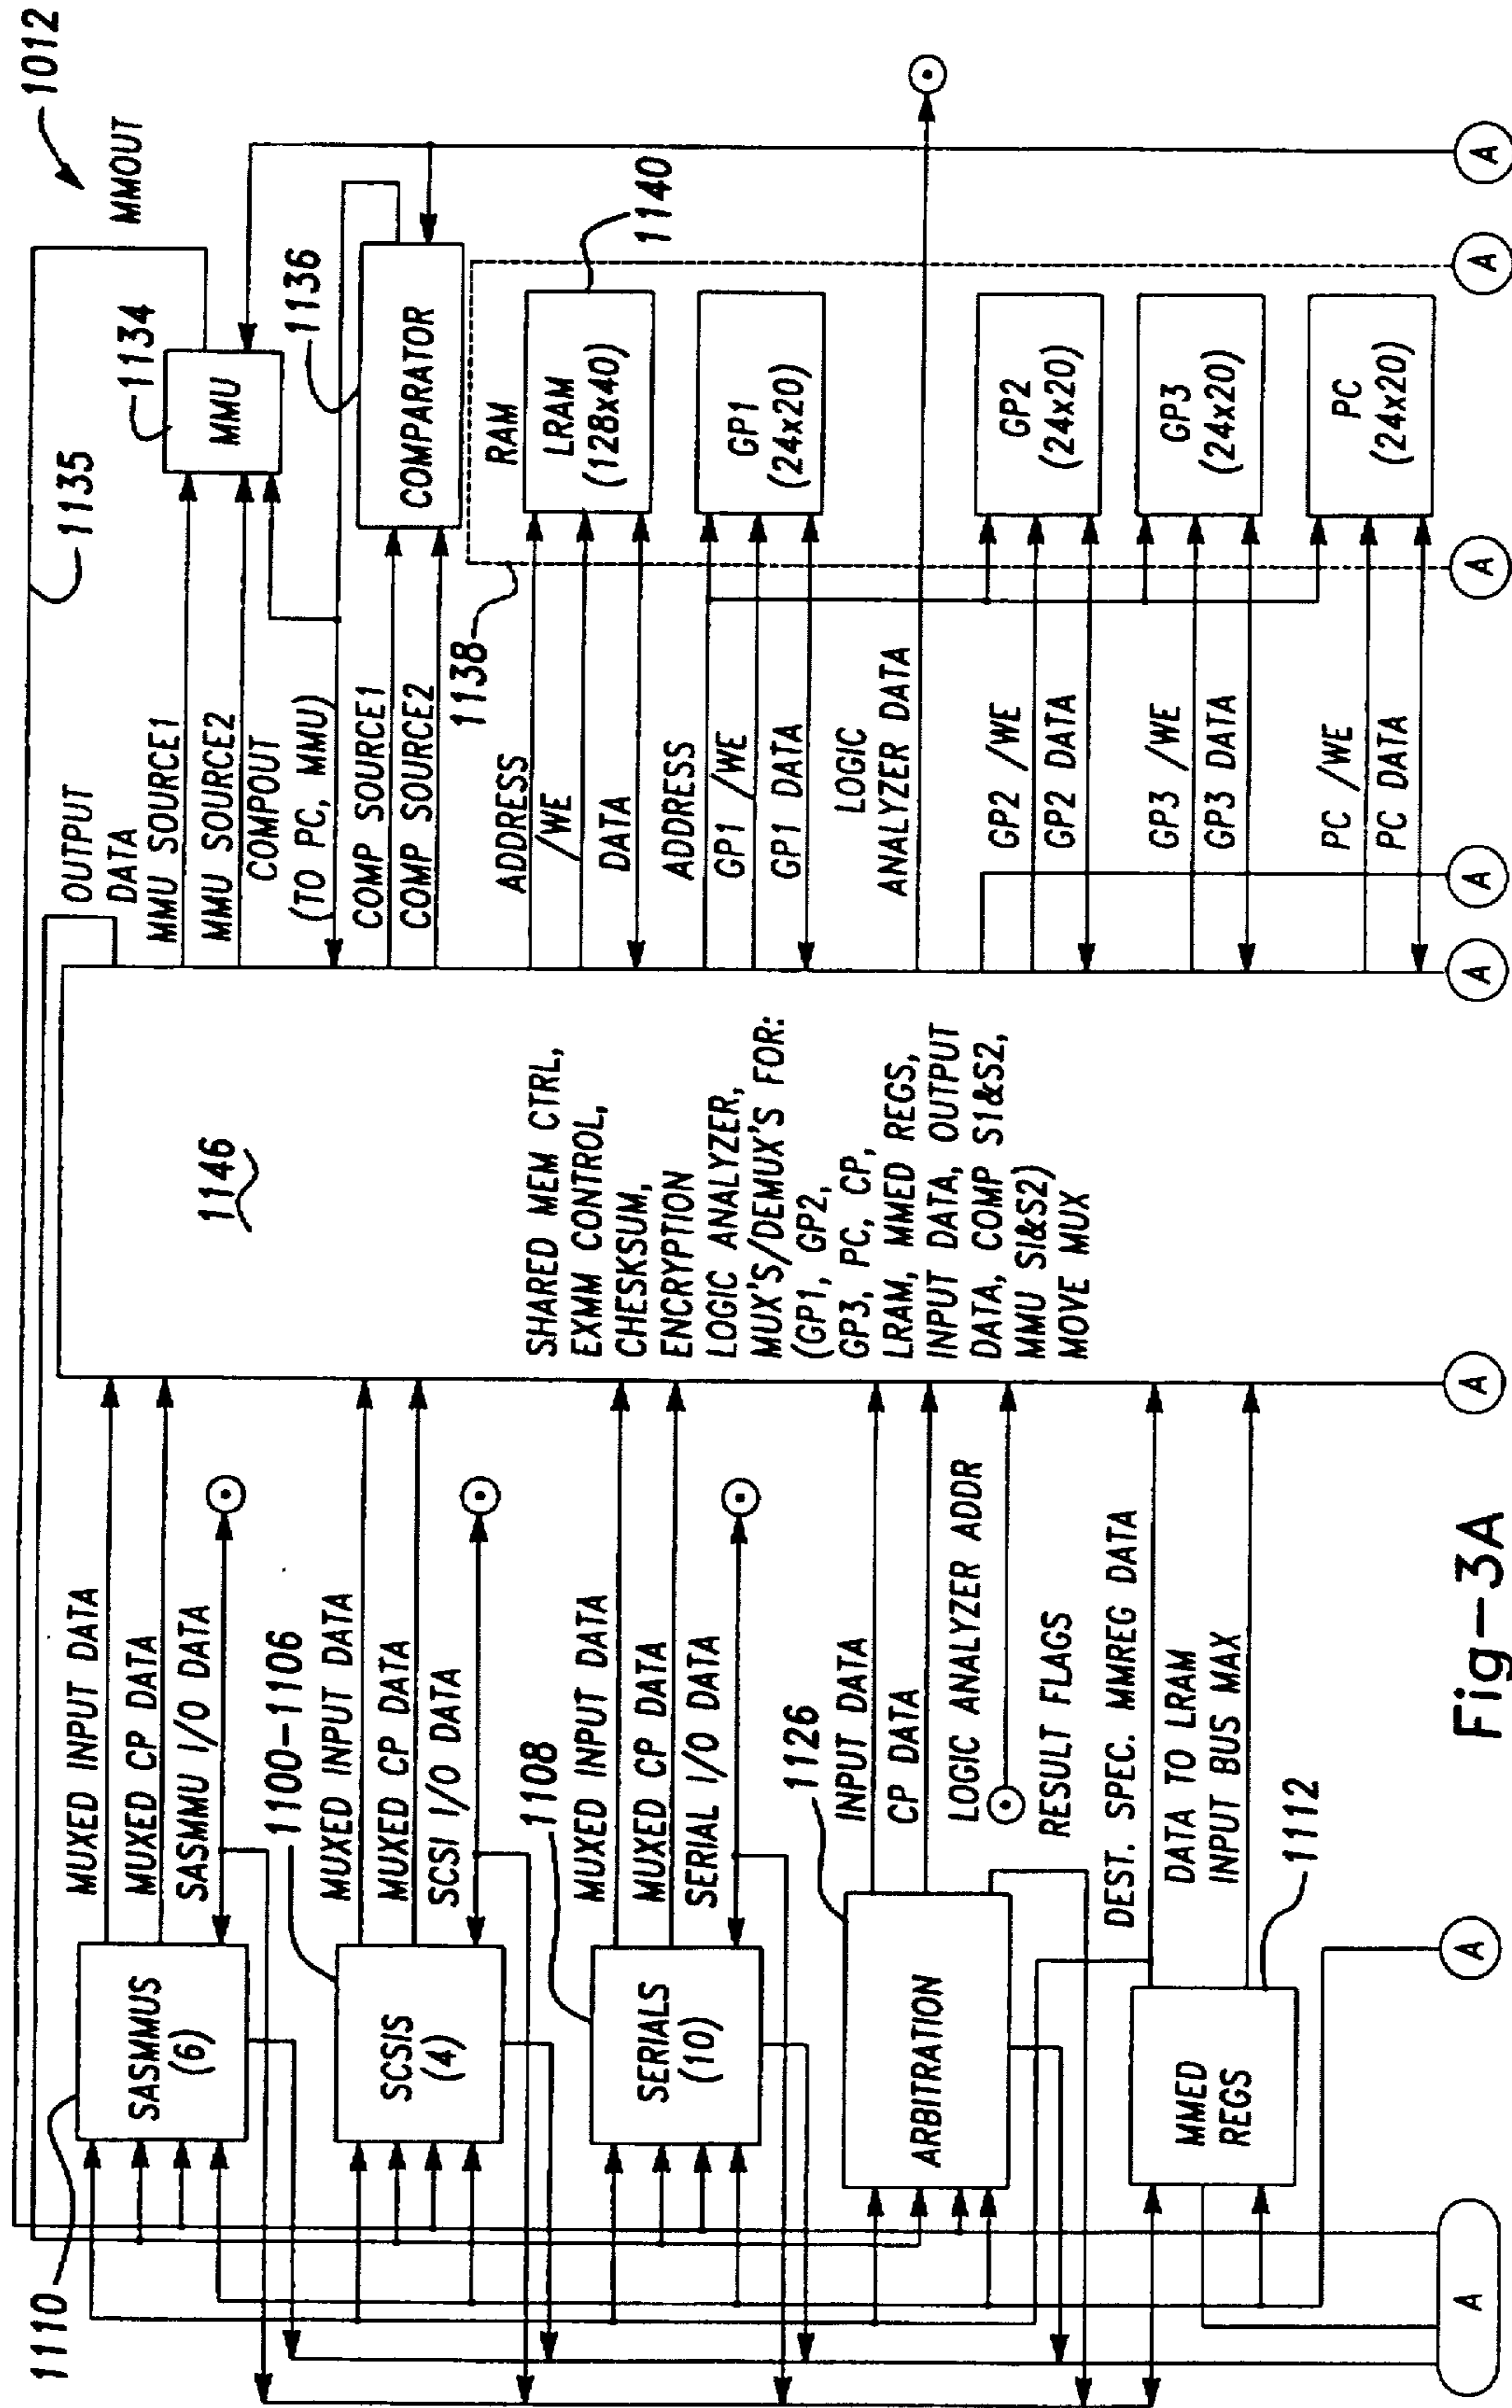 1012
MMOUT
1135
1134
MMU
1136
COMPARATOR
OUTPUT
DATA
MMU SOURCE1
MMU SOURCE2
COMPOUT
(TO PC, MMU)
COMP SOURCE1
COMP SOURCE2
1138
RAM
LRAM
(128x40)
1140
ADDRESS
/WE
DATA
GP1
(24x20)
ADDRESS
GP1 /WE
GP1 DATA
LOGIC
ANALYZER DATA
GP2
(24x20)
GP2 /WE
GP2 DATA
GP3
(24x20)
GP3 /WE
GP3 DATA
PC
(24x20)
PC /WE
PC DATA
1146
SHARED MEM CTRL,
EXMM CONTROL,
CHESKSUM,
ENCRYPTION
LOGIC ANALYZER,
MUX'S/DEMUX'S FOR:
(GP1, GP2,
GP3, PC, CP,
LRAM, MMED REGS,
INPUT DATA, OUTPUT
DATA, COMP S1&S2,
MMU S1&S2)
MOVE MUX
1110
SASMMUS
(6)
MUXED INPUT DATA
MUXED CP DATA
SASMMU I/O DATA
1100-1106
SCSIS
(4)
MUXED INPUT DATA
MUXED CP DATA
SCSI I/O DATA
1108
SERIALS
(10)
MUXED INPUT DATA
MUXED CP DATA
SERIAL I/O DATA
1126
ARBITRATION
INPUT DATA
CP DATA
LOGIC ANALYZER ADDR
RESULT FLAGS
DEST. SPEC. MMREG DATA
DATA TO LRAM
INPUT BUS MAX
1112
MMED
REGS
A
A
A
A
A
A
A
A
Fig-3A